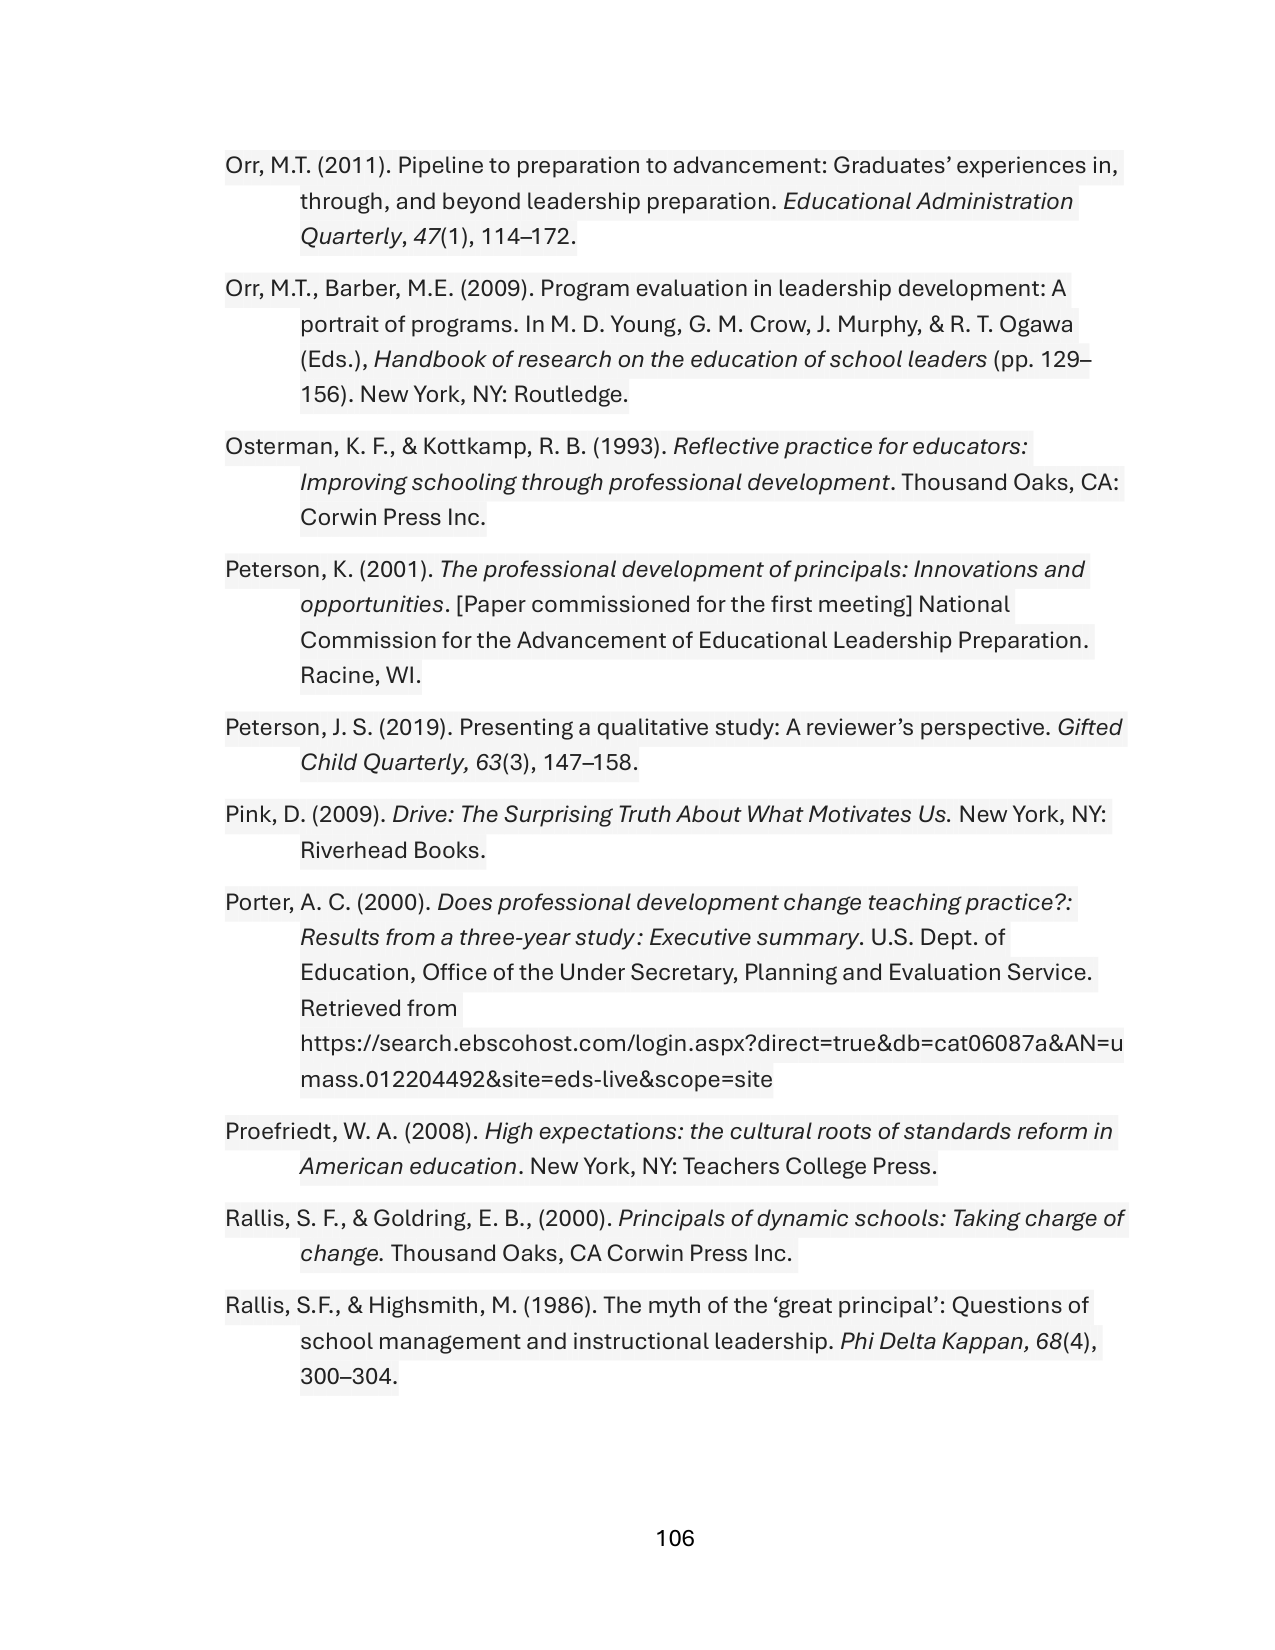 Orr, M.T. (2011). Pipeline to preparation to advancement: Graduates’ experiences in,
through, and beyond leadership preparation. Educational Administration
Quarterly, 47(1), 114–172.
Orr, M.T., Barber, M.E. (2009). Program evaluation in leadership development: A
portrait of programs. In M. D. Young, G. M. Crow, J. Murphy, & R. T. Ogawa
(Eds.), Handbook of research on the education of school leaders (pp. 129–
156). New York, NY: Routledge.
Osterman, K. F., & Kottkamp, R. B. (1993). Reflective practice for educators:
Improving schooling through professional development. Thousand Oaks, CA:
Corwin Press Inc.
Peterson, K. (2001). The professional development of principals: Innovations and
opportunities. [Paper commissioned for the first meeting] National
Commission for the Advancement of Educational Leadership Preparation.
Racine, WI.
Peterson, J. S. (2019). Presenting a qualitative study: A reviewer’s perspective. Gifted
Child Quarterly, 63(3), 147–158.
Pink, D. (2009). Drive: The Surprising Truth About What Motivates Us. New York, NY:
Riverhead Books.
Porter, A. C. (2000). Does professional development change teaching practice?:
Results from a three-year study : Executive summary. U.S. Dept. of
Education, Office of the Under Secretary, Planning and Evaluation Service.
Retrieved from
https://search.ebscohost.com/login.aspx?direct=true&db=cat06087a&AN=u
mass.012204492&site=eds-live&scope=site
Proefriedt, W. A. (2008). High expectations: the cultural roots of standards reform in
American education. New York, NY: Teachers College Press.
Rallis, S. F., & Goldring, E. B., (2000). Principals of dynamic schools: Taking charge of
change. Thousand Oaks, CA Corwin Press Inc.
Rallis, S.F., & Highsmith, M. (1986). The myth of the ‘great principal’: Questions of
school management and instructional leadership. Phi Delta Kappan, 68(4),
300–304.
106